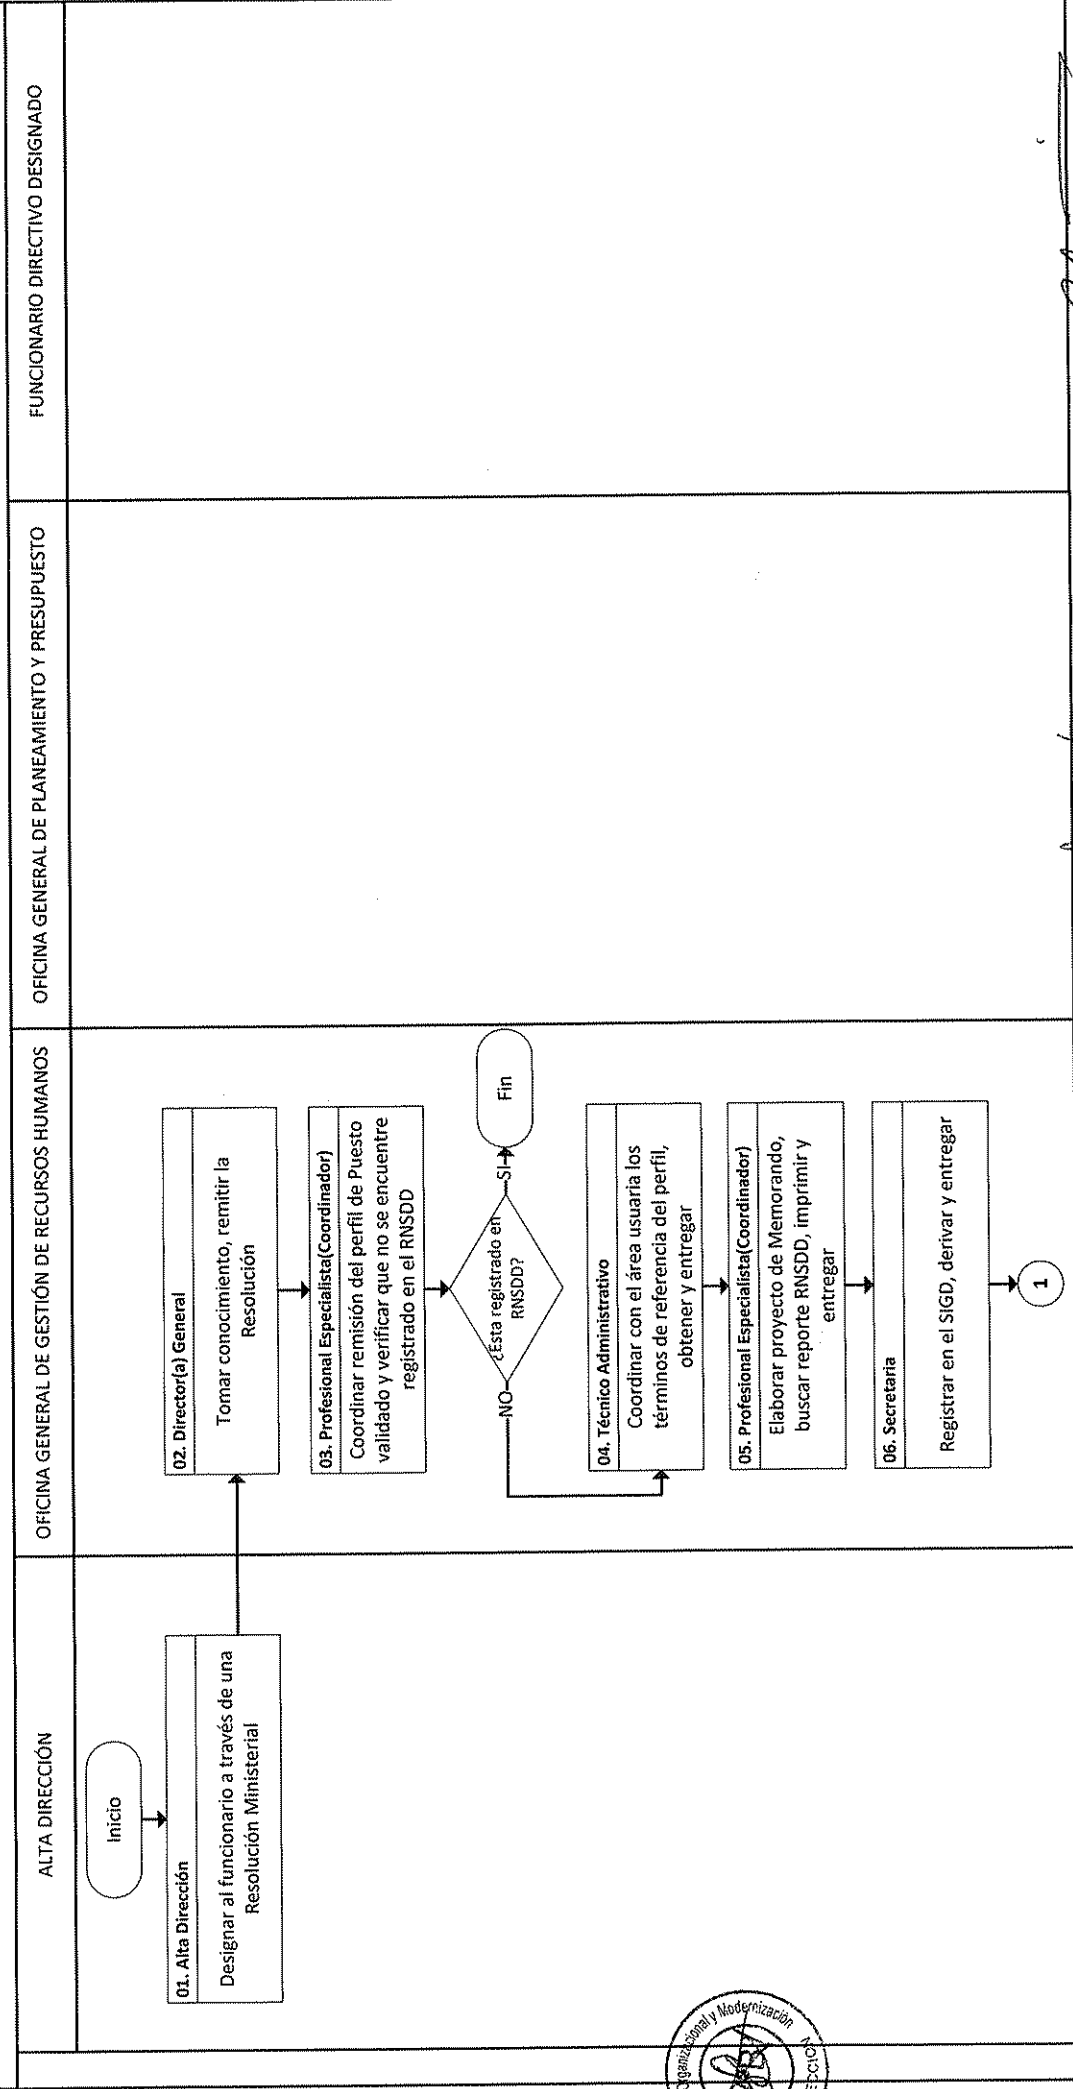 ALTA DIRECCIÓN
OFICINA GENERAL DE GESTIÓN DE RECURSOS HUMANOS
OFICINA GENERAL DE PLANEAMIENTO Y PRESUPUESTO
FUNCIONARIO DIRECTIVO DESIGNADO
Inicio
01. Alta Dirección
Designar al funcionario a través de una
Resolución Ministerial
02. Director(a) General
Tomar conocimiento, remitir la
Resolución
03. Profesional Especialista(Coordinador)
Coordinar remisión del perfil de Puesto
validado y verificar que no se encuentre
registrado en el RNSDD
¿Esta registrado en
RNSDD?
SI
Fin
NO
04. Técnico Administrativo
Coordinar con el área usuaria los
términos de referencia del perfil,
obtener y entregar
05. Profesional Especialista(Coordinador)
Elaborar proyecto de Memorando,
buscar reporte RNSDD, imprimir y
entregar
06. Secretaria
Registrar en el SIGD, derivar y entregar
1
Organizacional y Modernización